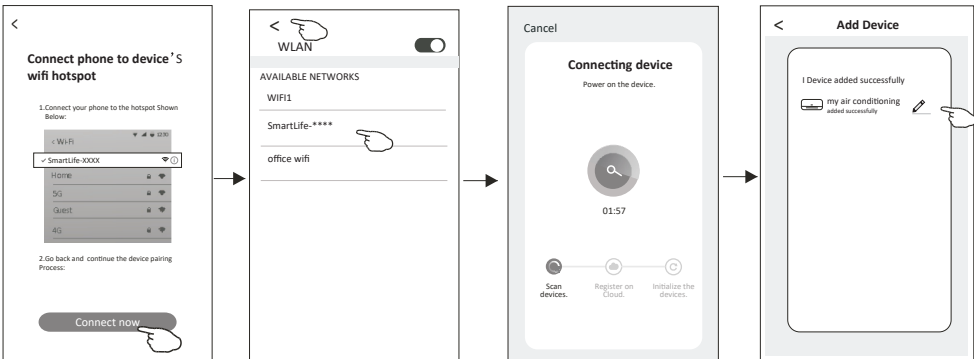 <
Connect phone to device's
wifi hotspot
1.Connect your phone to the hotspot Shown
Below:
12:50
< Wi-Fi
✓ SmartLife-XXXX
Home
5G
Guest
4G
2.Go back and continue the device pairing
Process:
Connect now
<
WLAN
AVAILABLE NETWORKS
WIFI1
SmartLife-****
office wifi
Cancel
Connecting device
Power on the device.
01:57
Scan
devices.
Register on
Cloud.
Initialize the
devices.
< Add Device
I Device added successfully
my air conditioning
added successfully